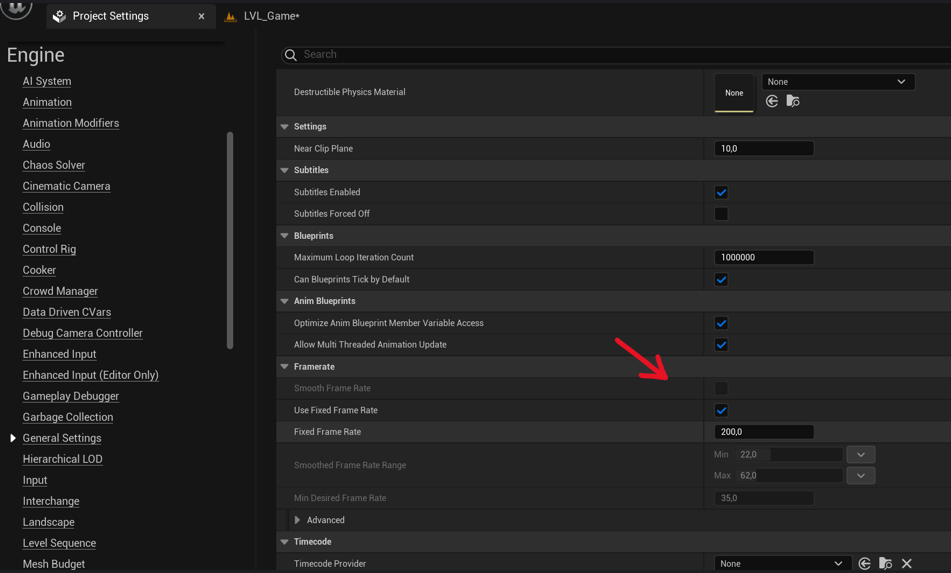 Project Settings
LVL_Game*
Engine
AI System
Animation
Animation Modifiers
Audio
Chaos Solver
Cinematic Camera
Collision
Console
Control Rig
Cooker
Crowd Manager
Data Driven CVars
Debug Camera Controller
Enhanced Input
Enhanced Input (Editor Only)
Gameplay Debugger
Garbage Collection
General Settings
Hierarchical LOD
Input
Interchange
Landscape
Level Sequence
Mesh Budget
Search
Destructible Physics Material
None
None
Settings
Near Clip Plane
10,0
Subtitles
Subtitles Enabled
Subtitles Forced Off
Blueprints
Maximum Loop Iteration Count
1000000
Can Blueprints Tick by Default
Anim Blueprints
Optimize Anim Blueprint Member Variable Access
Allow Multi Threaded Animation Update
Framerate
Smooth Frame Rate
Use Fixed Frame Rate
Fixed Frame Rate
200,0
Smoothed Frame Rate Range
Min 22,0
Max 62,0
Min Desired Frame Rate
35,0
Advanced
Timecode
Timecode Provider
None